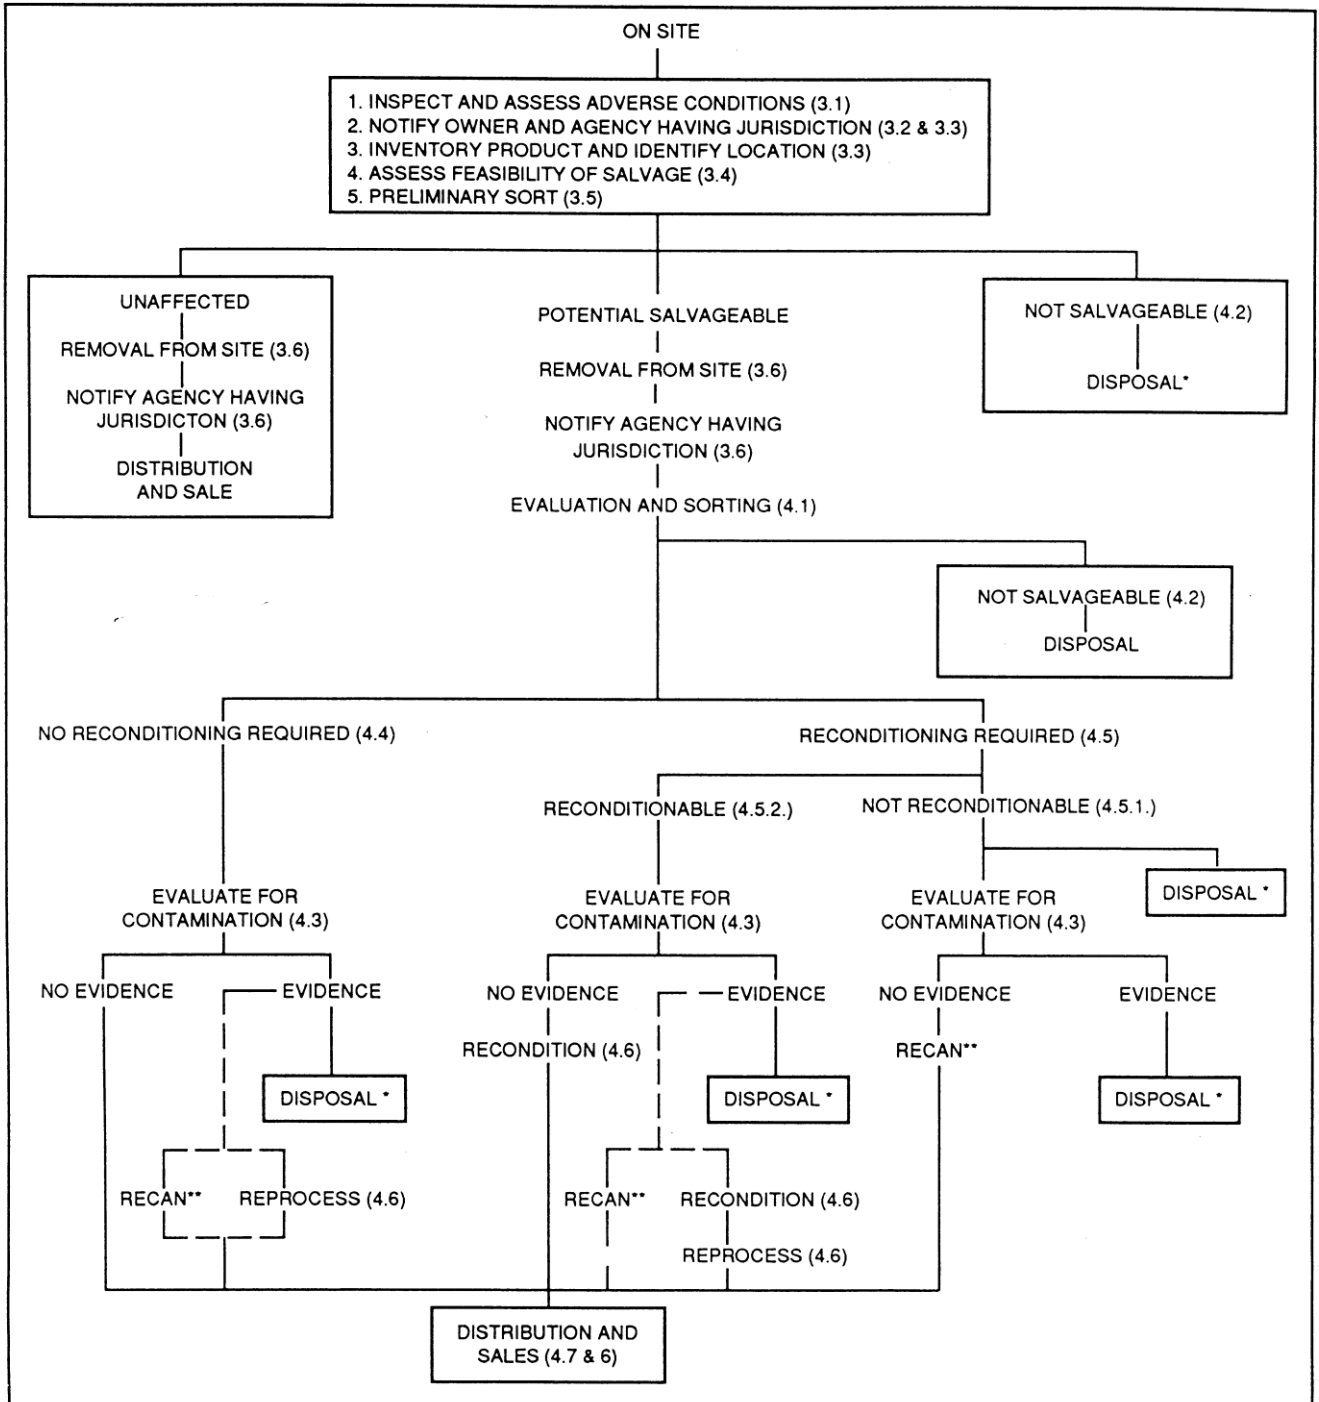 ON SITE
1. INSPECT AND ASSESS ADVERSE CONDITIONS (3.1)
2. NOTIFY OWNER AND AGENCY HAVING JURISDICTION (3.2 & 3.3)
3. INVENTORY PRODUCT AND IDENTIFY LOCATION (3.3)
4. ASSESS FEASIBILITY OF SALVAGE (3.4)
5. PRELIMINARY SORT (3.5)
UNAFFECTED
REMOVAL FROM SITE (3.6)
NOTIFY AGENCY HAVING
JURISDICTON (3.6)
DISTRIBUTION
AND SALE
POTENTIAL SALVAGEABLE
REMOVAL FROM SITE (3.6)
NOTIFY AGENCY HAVING
JURISDICTION (3.6)
EVALUATION AND SORTING (4.1)
NOT SALVAGEABLE (4.2)
DISPOSAL*
NOT SALVAGEABLE (4.2)
DISPOSAL
NO RECONDITIONING REQUIRED (4.4)
RECONDITIONING REQUIRED (4.5)
RECONDITIONABLE (4.5.2.)
NOT RECONDITIONABLE (4.5.1.)
DISPOSAL *
EVALUATE FOR
CONTAMINATION (4.3)
NO EVIDENCE
EVIDENCE
DISPOSAL *
RECAN**
REPROCESS (4.6)
EVALUATE FOR
CONTAMINATION (4.3)
NO EVIDENCE
EVIDENCE
RECONDITION (4.6)
DISPOSAL *
RECAN**
RECONDITION (4.6)
REPROCESS (4.6)
EVALUATE FOR
CONTAMINATION (4.3)
NO EVIDENCE
EVIDENCE
RECAN**
DISPOSAL *
DISTRIBUTION AND
SALES (4.7 & 6)